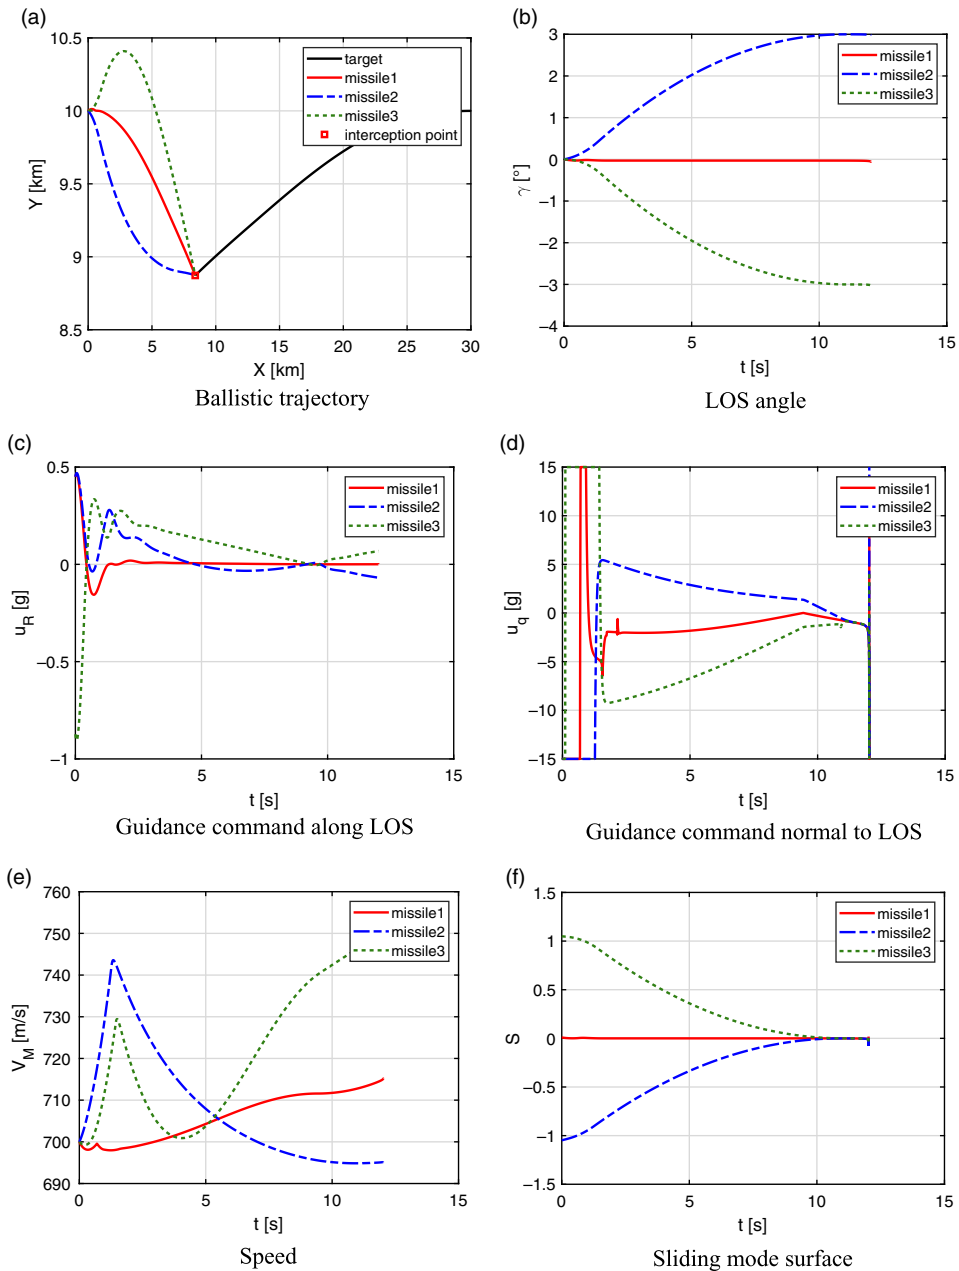 (a)
10.5
10
9.5
9
8.5
Y [km]
target
missile1
missile2
missile3
interception point
0 5 10 15 20 25 30
X [km]
Ballistic trajectory
(b)
3
2
1
0
−1
−2
−3
−4
γ [°]
missile1
missile2
missile3
0 5 10 15
t [s]
LOS angle
(c)
0.5
0
−0.5
−1
u_R [g]
missile1
missile2
missile3
0 5 10 15
t [s]
Guidance command along LOS
(d)
15
10
5
0
−5
−10
−15
u_q [g]
missile1
missile2
missile3
0 5 10 15
t [s]
Guidance command normal to LOS
(e)
760
750
740
730
720
710
700
690
V_M [m/s]
missile1
missile2
missile3
0 5 10 15
t [s]
Speed
(f)
1.5
1
0.5
0
−0.5
−1
−1.5
S
missile1
missile2
missile3
0 5 10 15
t [s]
Sliding mode surface